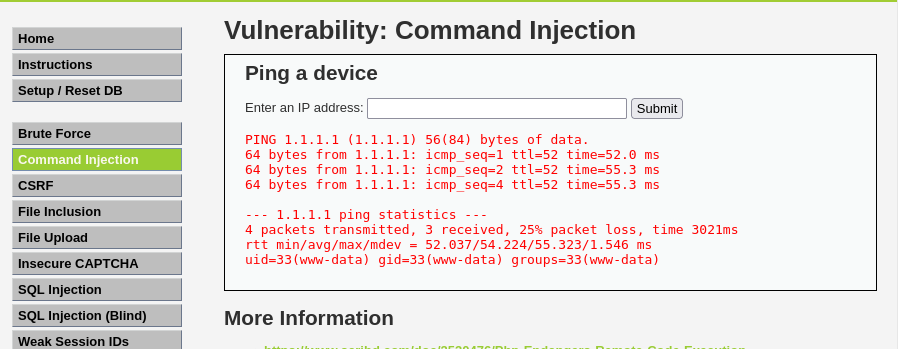 Home
Instructions
Setup / Reset DB
Brute Force
Command Injection
CSRF
File Inclusion
File Upload
Insecure CAPTCHA
SQL Injection
SQL Injection (Blind)
Weak Session IDs
Vulnerability: Command Injection
Ping a device
Enter an IP address:
Submit
PING 1.1.1.1 (1.1.1.1) 56(84) bytes of data.
64 bytes from 1.1.1.1: icmp_seq=1 ttl=52 time=52.0 ms
64 bytes from 1.1.1.1: icmp_seq=2 ttl=52 time=55.3 ms
64 bytes from 1.1.1.1: icmp_seq=4 ttl=52 time=55.3 ms
--- 1.1.1.1 ping statistics ---
4 packets transmitted, 3 received, 25% packet loss, time 3021ms
rtt min/avg/max/mdev = 52.037/54.224/55.323/1.546 ms
uid=33(www-data) gid=33(www-data) groups=33(www-data)
More Information